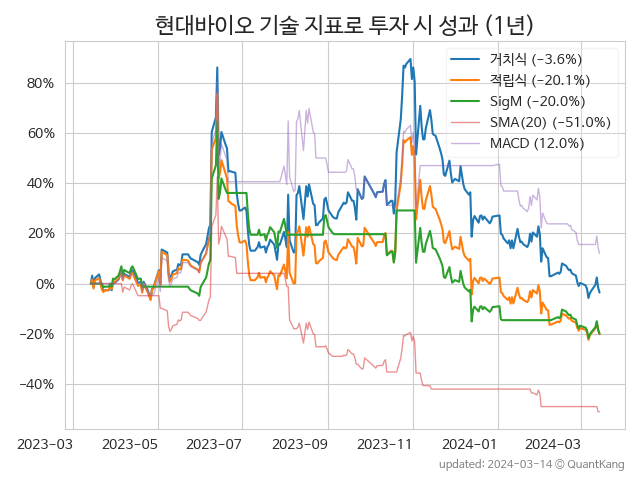 현대바이오 기술 지표로 투자 시 성과 (1년)
거치식 (−3.6%)
적립식 (−20.1%)
SigM (−20.0%)
SMA(20) (−51.0%)
MACD (12.0%)
80%
60%
40%
20%
0%
−20%
−40%
2023-03 2023-05 2023-07 2023-09 2023-11 2024-01 2024-03
updated: 2024-03-14 © QuantKang